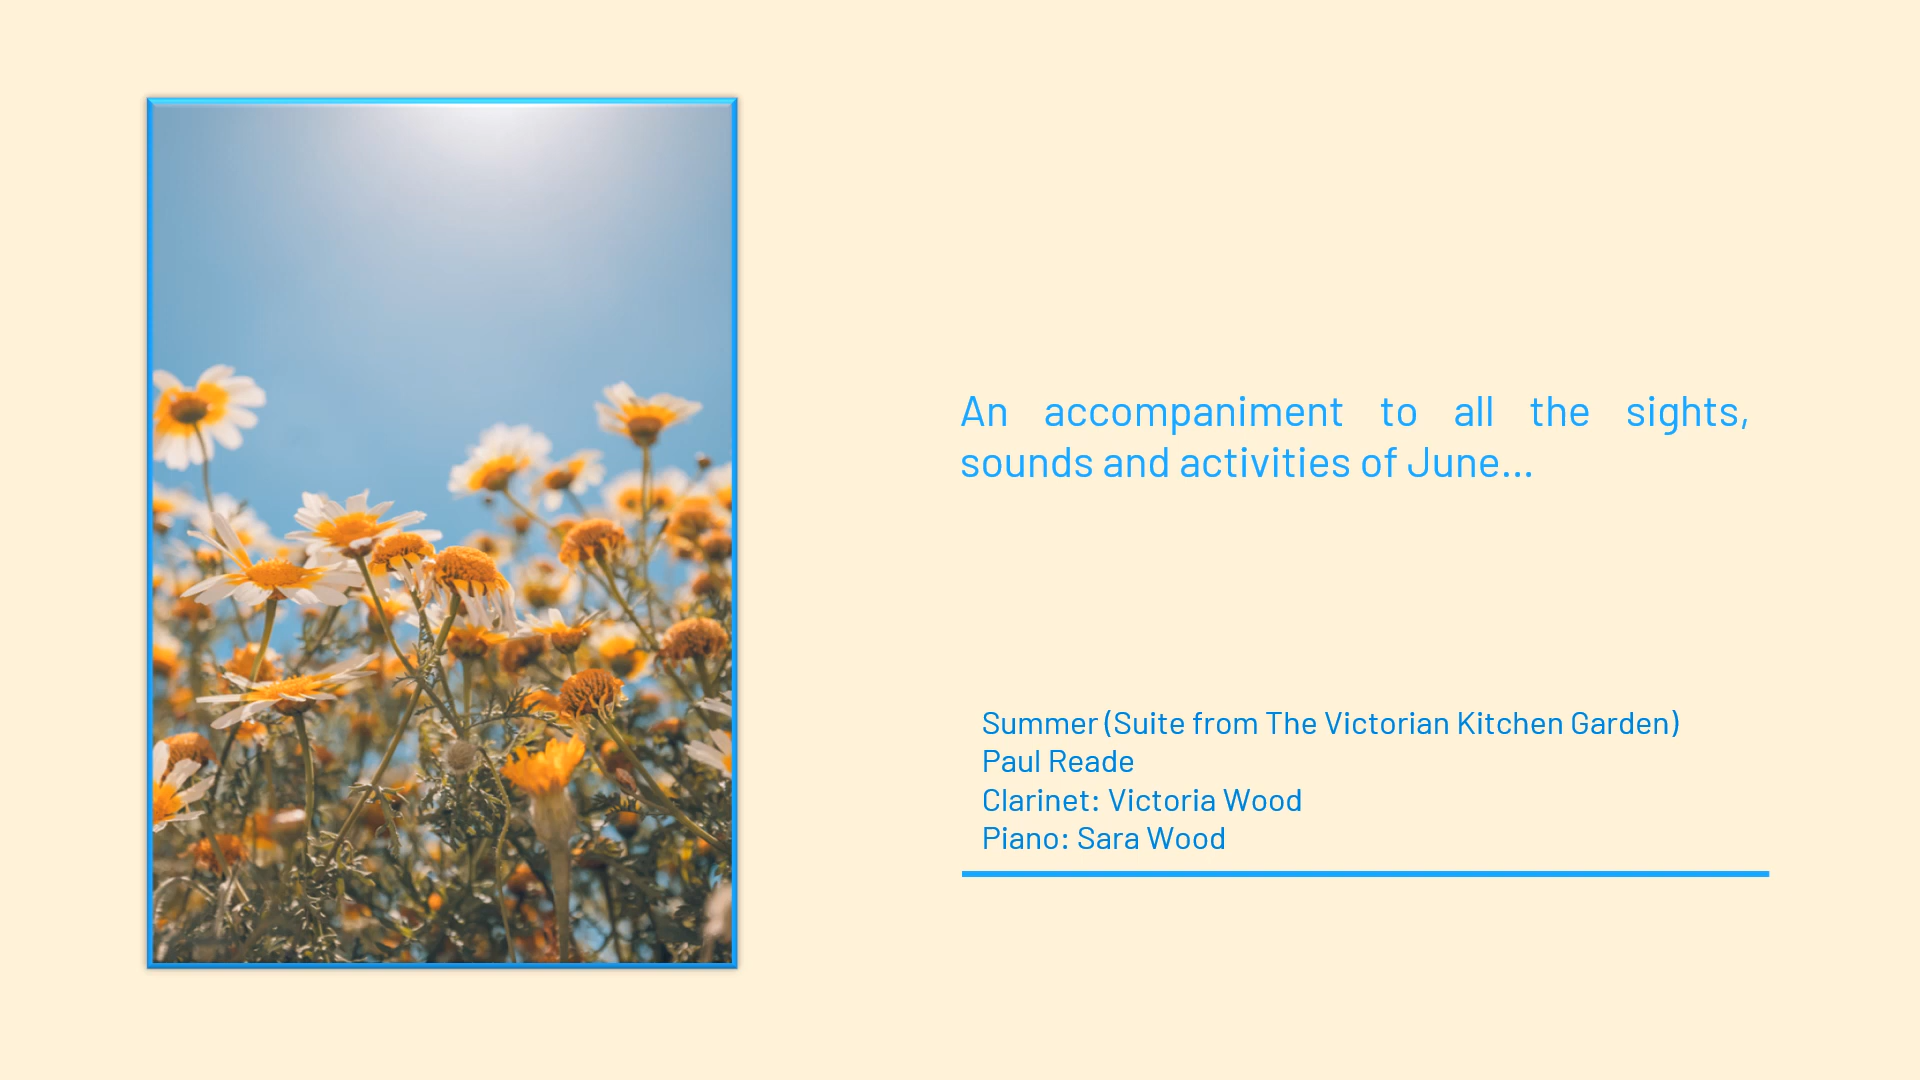 An accompaniment to all the sights,
sounds and activities of June...
Summer (Suite from The Victorian Kitchen Garden)
Paul Reade
Clarinet: Victoria Wood
Piano: Sara Wood